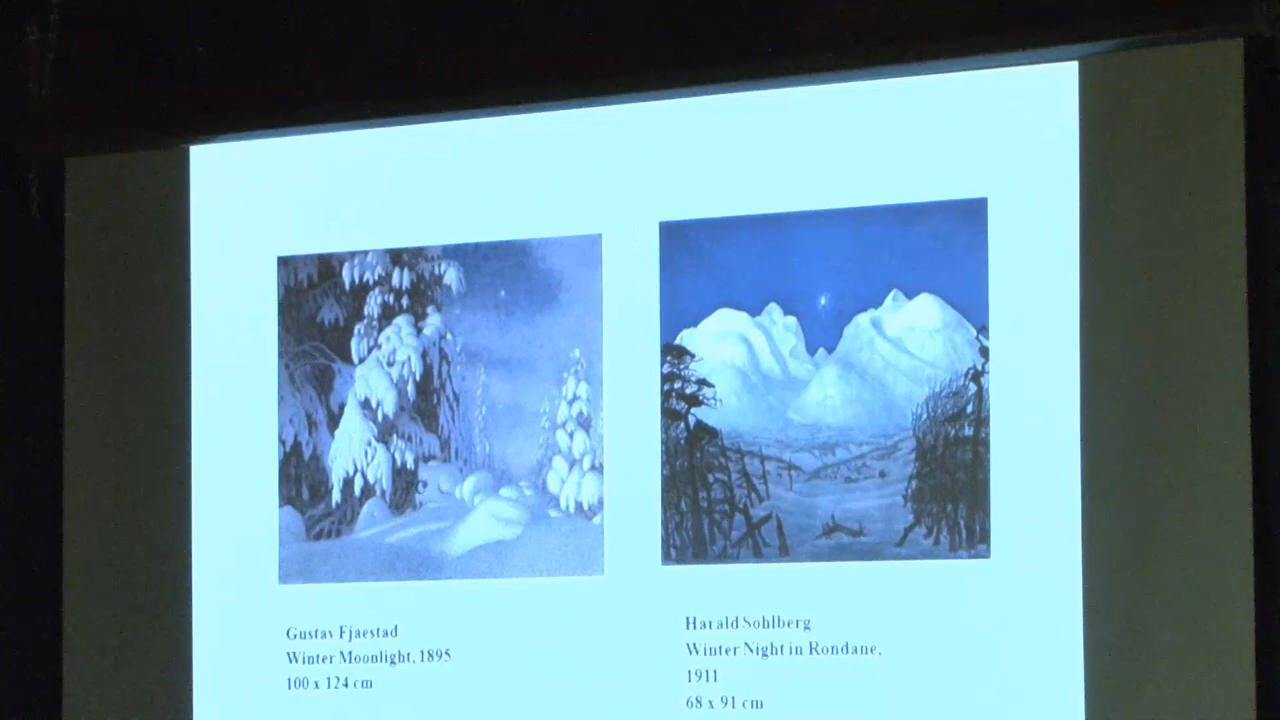 Gustav Fjaestad
Winter Moonlight, 1895
100 x 124 cm
Harald Sohlberg
Winter Night in Rondane,
1911
68 x 91 cm